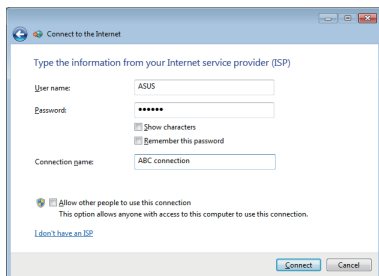 Connect to the Internet
Type the information from your Internet service provider (ISP)
User name: ASUS
Password: ••••••
Show characters
Remember this password
Connection name: ABC connection
Allow other people to use this connection
This option allows anyone with access to this computer to use this connection.
I don't have an ISP
Connect Cancel